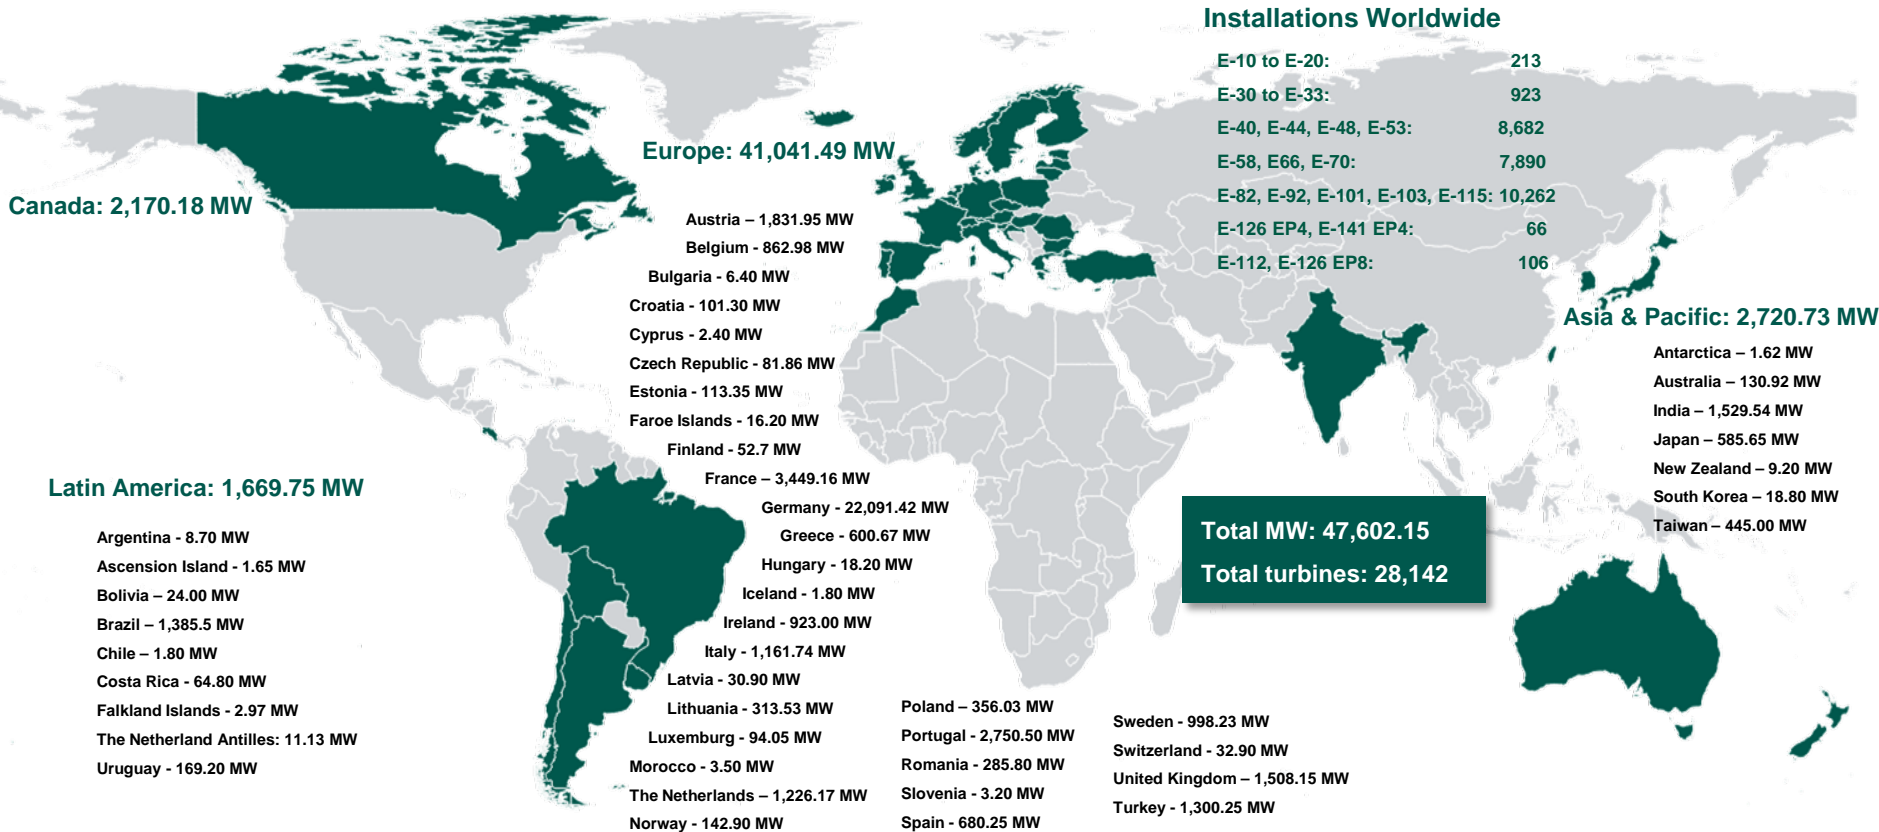 Installations Worldwide
E-10 to E-20: 213
E-30 to E-33: 923
E-40, E-44, E-48, E-53: 8,682
E-58, E66, E-70: 7,890
E-82, E-92, E-101, E-103, E-115: 10,262
E-126 EP4, E-141 EP4: 66
E-112, E-126 EP8: 106
Canada: 2,170.18 MW
Europe: 41,041.49 MW
Austria – 1,831.95 MW
Belgium - 862.98 MW
Bulgaria - 6.40 MW
Croatia - 101.30 MW
Cyprus - 2.40 MW
Czech Republic - 81.86 MW
Estonia - 113.35 MW
Faroe Islands - 16.20 MW
Finland - 52.7 MW
France – 3,449.16 MW
Germany - 22,091.42 MW
Greece - 600.67 MW
Hungary - 18.20 MW
Iceland - 1.80 MW
Ireland - 923.00 MW
Italy - 1,161.74 MW
Latvia - 30.90 MW
Lithuania - 313.53 MW
Luxemburg - 94.05 MW
Morocco - 3.50 MW
The Netherlands – 1,226.17 MW
Norway - 142.90 MW
Poland – 356.03 MW
Portugal - 2,750.50 MW
Romania - 285.80 MW
Slovenia - 3.20 MW
Spain - 680.25 MW
Sweden - 998.23 MW
Switzerland - 32.90 MW
United Kingdom – 1,508.15 MW
Turkey - 1,300.25 MW
Asia & Pacific: 2,720.73 MW
Antarctica – 1.62 MW
Australia – 130.92 MW
India – 1,529.54 MW
Japan – 585.65 MW
New Zealand – 9.20 MW
South Korea – 18.80 MW
Taiwan – 445.00 MW
Latin America: 1,669.75 MW
Argentina - 8.70 MW
Ascension Island - 1.65 MW
Bolivia – 24.00 MW
Brazil – 1,385.5 MW
Chile – 1.80 MW
Costa Rica - 64.80 MW
Falkland Islands - 2.97 MW
The Netherland Antilles: 11.13 MW
Uruguay - 169.20 MW
Total MW: 47,602.15
Total turbines: 28,142